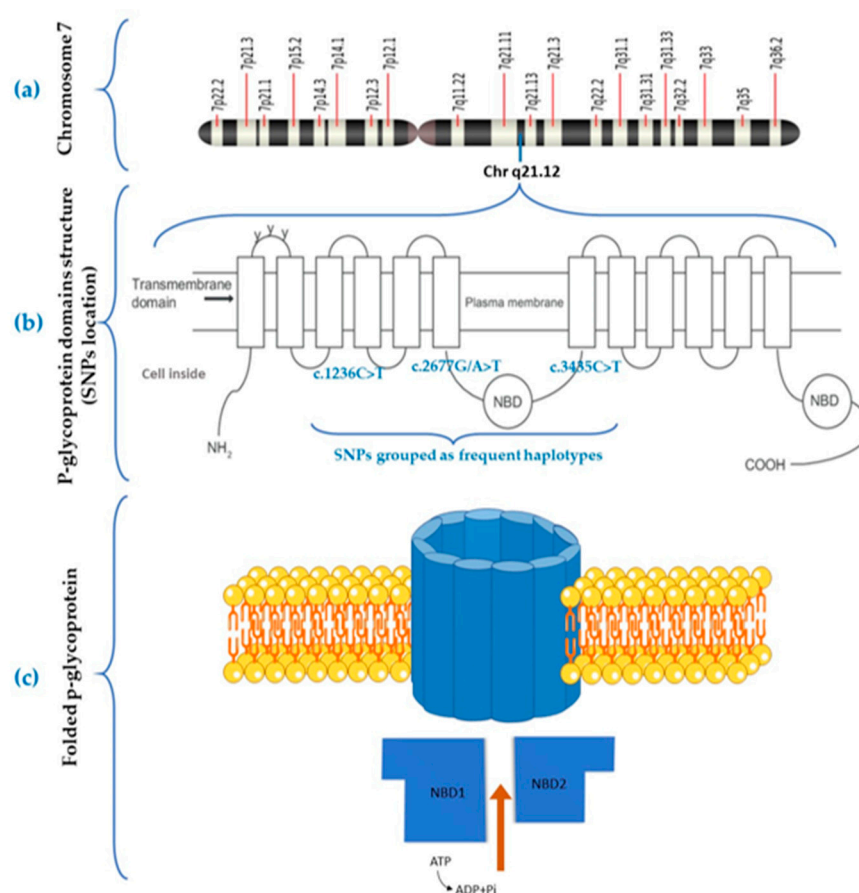 (a)
Chromosome 7
7p22.2
7p21.3
7p21.1
7p15.2
7p14.3
7p14.1
7p12.3
7p12.1
7q11.22
7q21.11
7q21.13
7q21.3
7q22.2
7q31.1
7q31.31
7q31.33
7q32.2
7q33
7q35
7q36.2
Chr q21.12
(b)
P-glycoprotein domains structure
(SNPs location)
y y y
Transmembrane
domain
Plasma membrane
Cell inside
c.1236C>T
c.2677G/A>T
c.3435C>T
NBD
NBD
NH2
COOH
SNPs grouped as frequent haplotypes
(c)
Folded p-glycoprotein
NBD1
NBD2
ATP
ADP+Pi